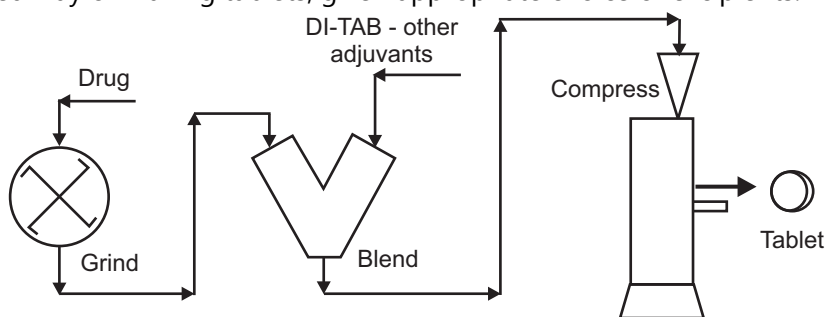 DI-TAB - other
adjuvants
Drug
Compress
Grind
Blend
Tablet